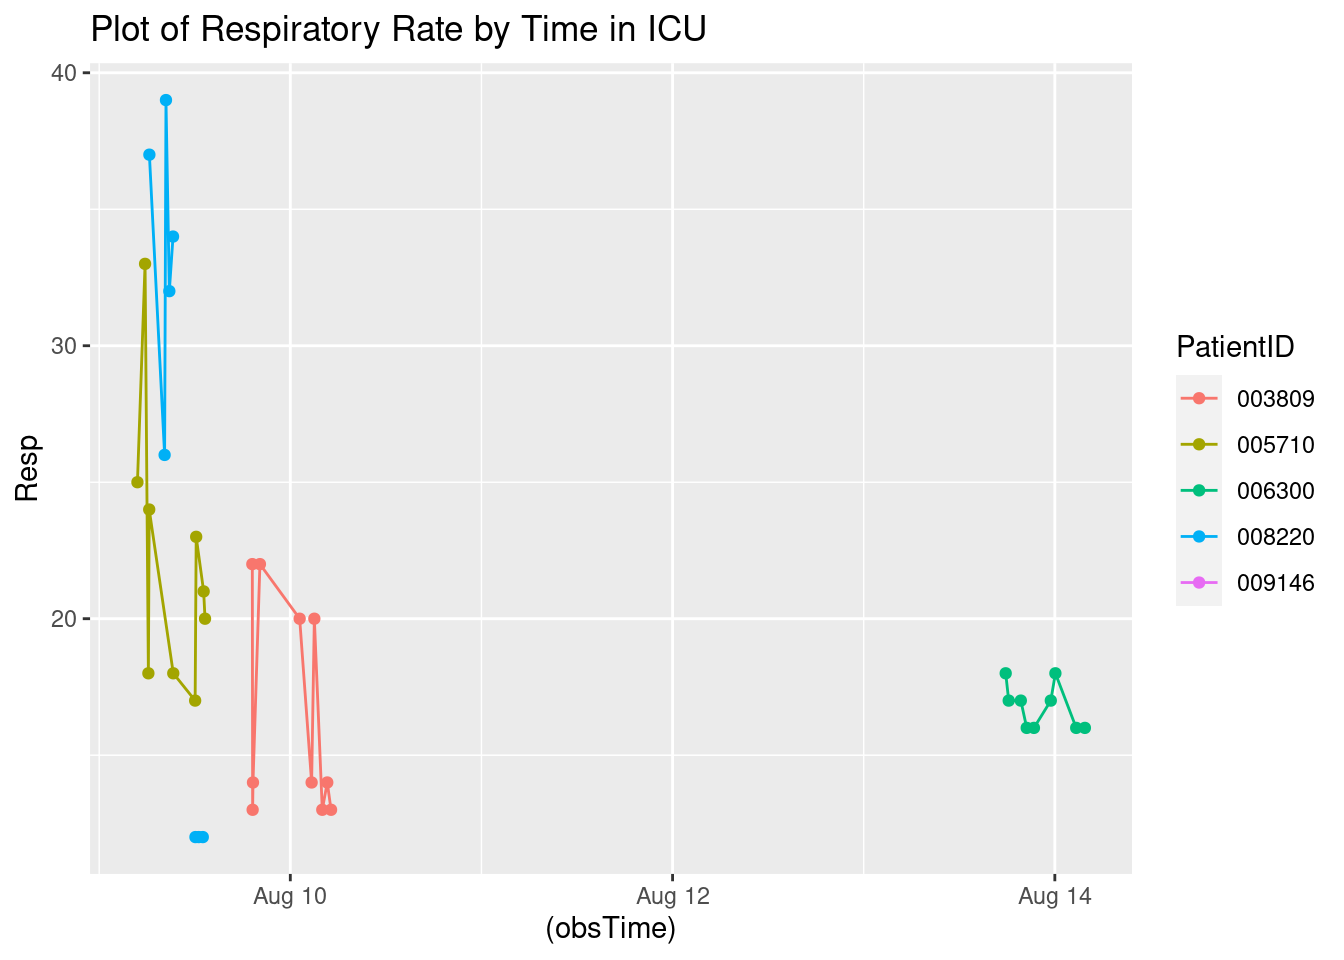 Plot of Respiratory Rate by Time in ICU
40
30
20
Resp
Aug 10
Aug 12
Aug 14
(obsTime)
PatientID
003809
005710
006300
008220
009146